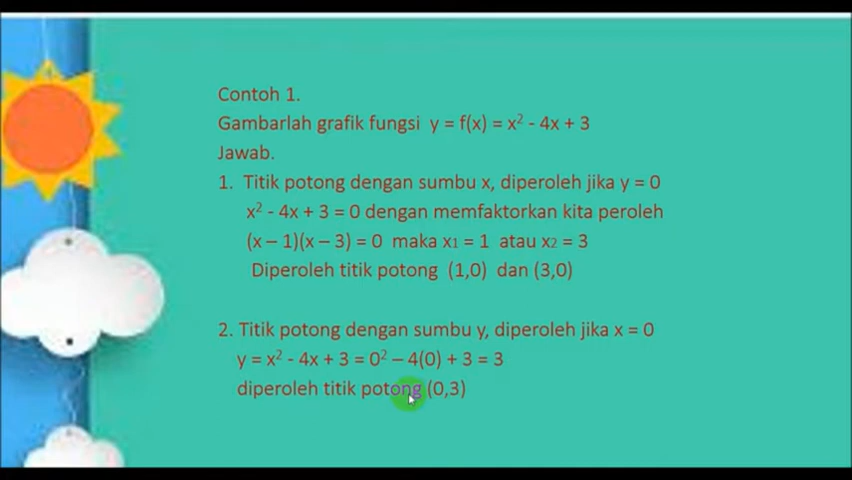 Contoh 1.
Gambarlah grafik fungsi y = f(x) = x² - 4x + 3
Jawab.
1. Titik potong dengan sumbu x, diperoleh jika y = 0
x² - 4x + 3 = 0 dengan memfaktorkan kita peroleh
(x – 1)(x – 3) = 0 maka x1 = 1 atau x2 = 3
Diperoleh titik potong (1,0) dan (3,0)
2. Titik potong dengan sumbu y, diperoleh jika x = 0
y = x² - 4x + 3 = 0² – 4(0) + 3 = 3
diperoleh titik potong (0,3)